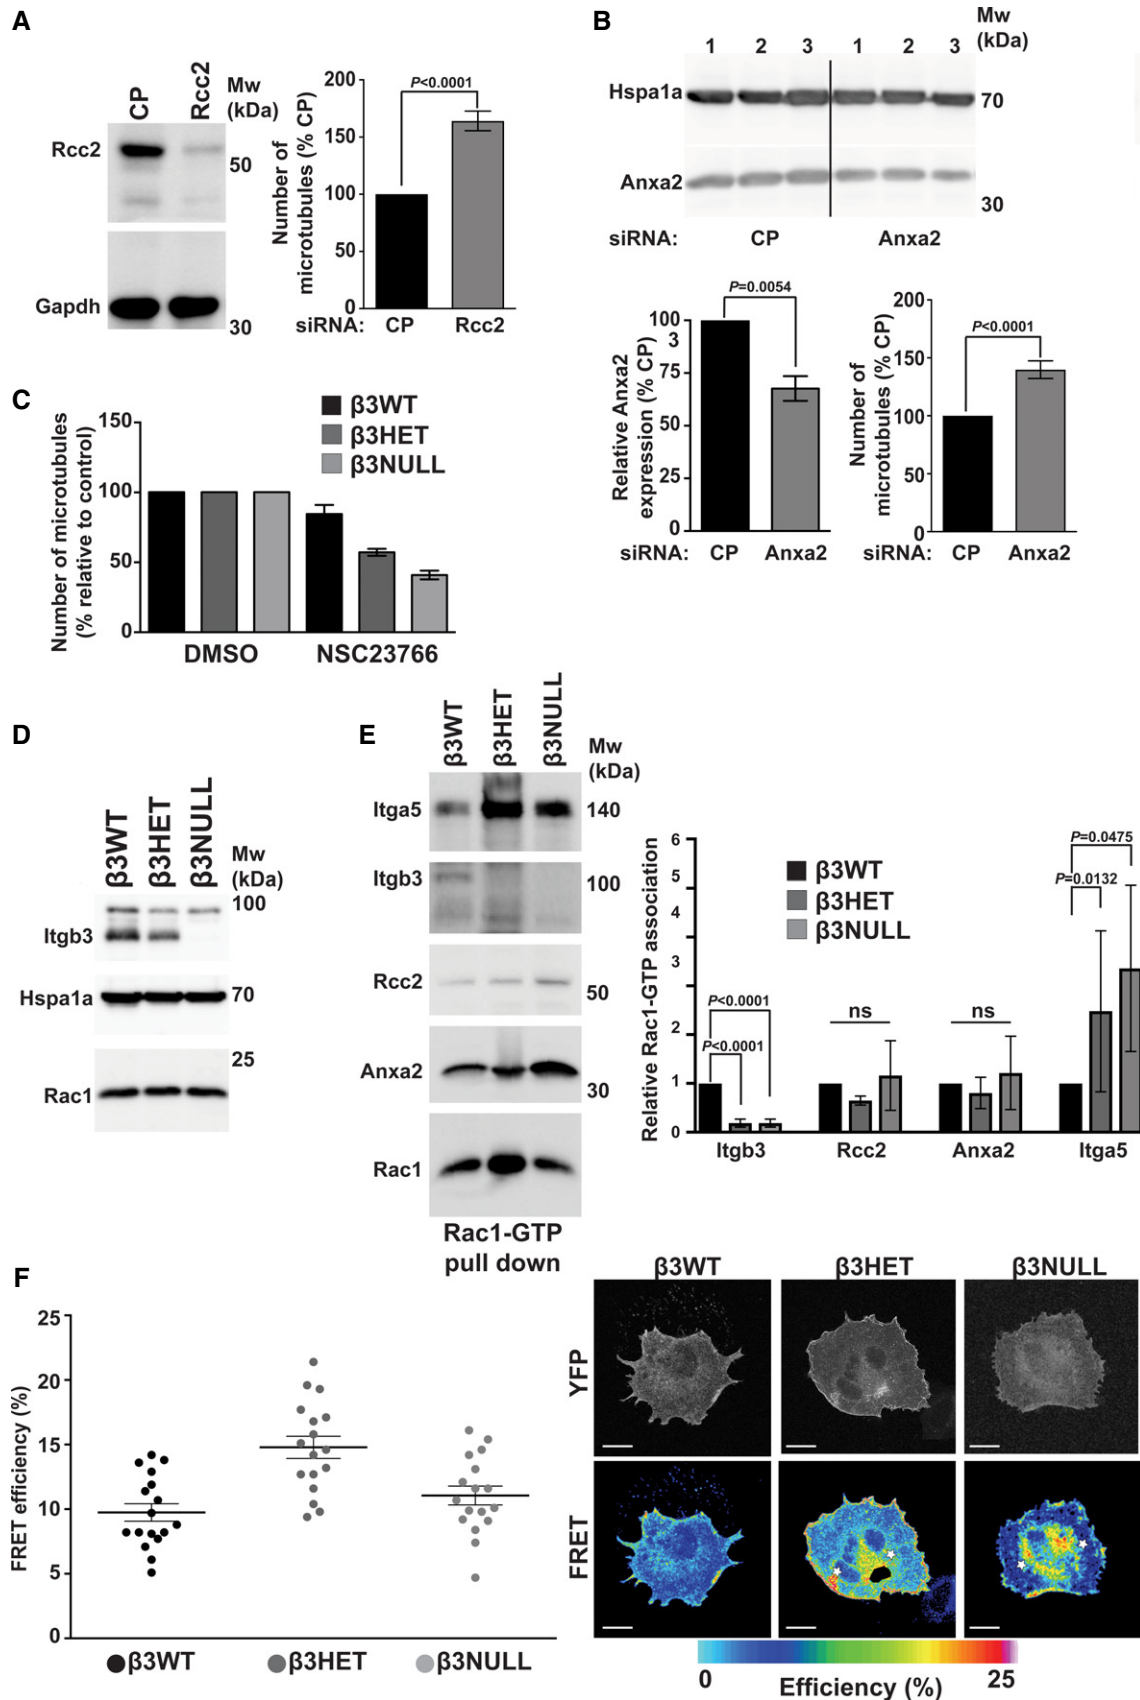 A
CP
Rcc2
Mw
(kDa)
Rcc2
50
Gapdh
30
Number of
microtubules (% CP)
200
150
100
50
0
P<0.0001
siRNA: CP Rcc2
B
1 2 3 1 2 3
Mw
(kDa)
Hspa1a
70
Anxa2
30
siRNA: CP Anxa2
Relative Anxa2
expression (% CP)
100
3
75
50
25
0
P=0.0054
siRNA: CP Anxa2
Number of
microtubules (% CP)
200
150
100
50
0
P<0.0001
siRNA: CP Anxa2
C
Number of microtubules
(% relative to control)
150
100
50
0
β3WT
β3HET
β3NULL
DMSO NSC23766
D
β3WT
β3HET
β3NULL
Mw
(kDa)
100
Itgb3
Hspa1a
70
25
Rac1
E
β3WT
β3HET
β3NULL
Mw
(kDa)
Itga5
140
Itgb3
100
Rcc2
50
Anxa2
30
Rac1
Rac1-GTP
pull down
Relative Rac1-GTP association
6
5
4
3
2
1
0
β3WT
β3HET
β3NULL
P<0.0001
P<0.0001
ns
ns
P=0.0475
P=0.0132
Itgb3 Rcc2 Anxa2 Itga5
F
FRET efficiency (%)
25
20
15
10
5
0
β3WT β3HET β3NULL
β3WT β3HET β3NULL
YFP
FRET
0 25
Efficiency (%)